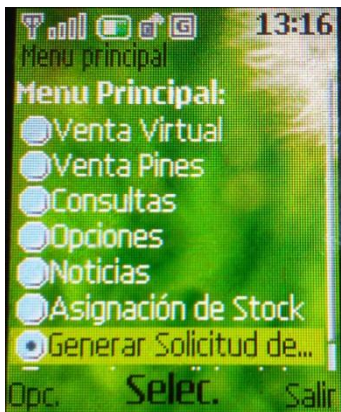 G 13:16
Menu principal
Menu Principal:
Venta Virtual
Venta Pines
Consultas
Opciones
Noticias
Asignación de Stock
Generar Solicitud de...
Opc. Selec. Salir